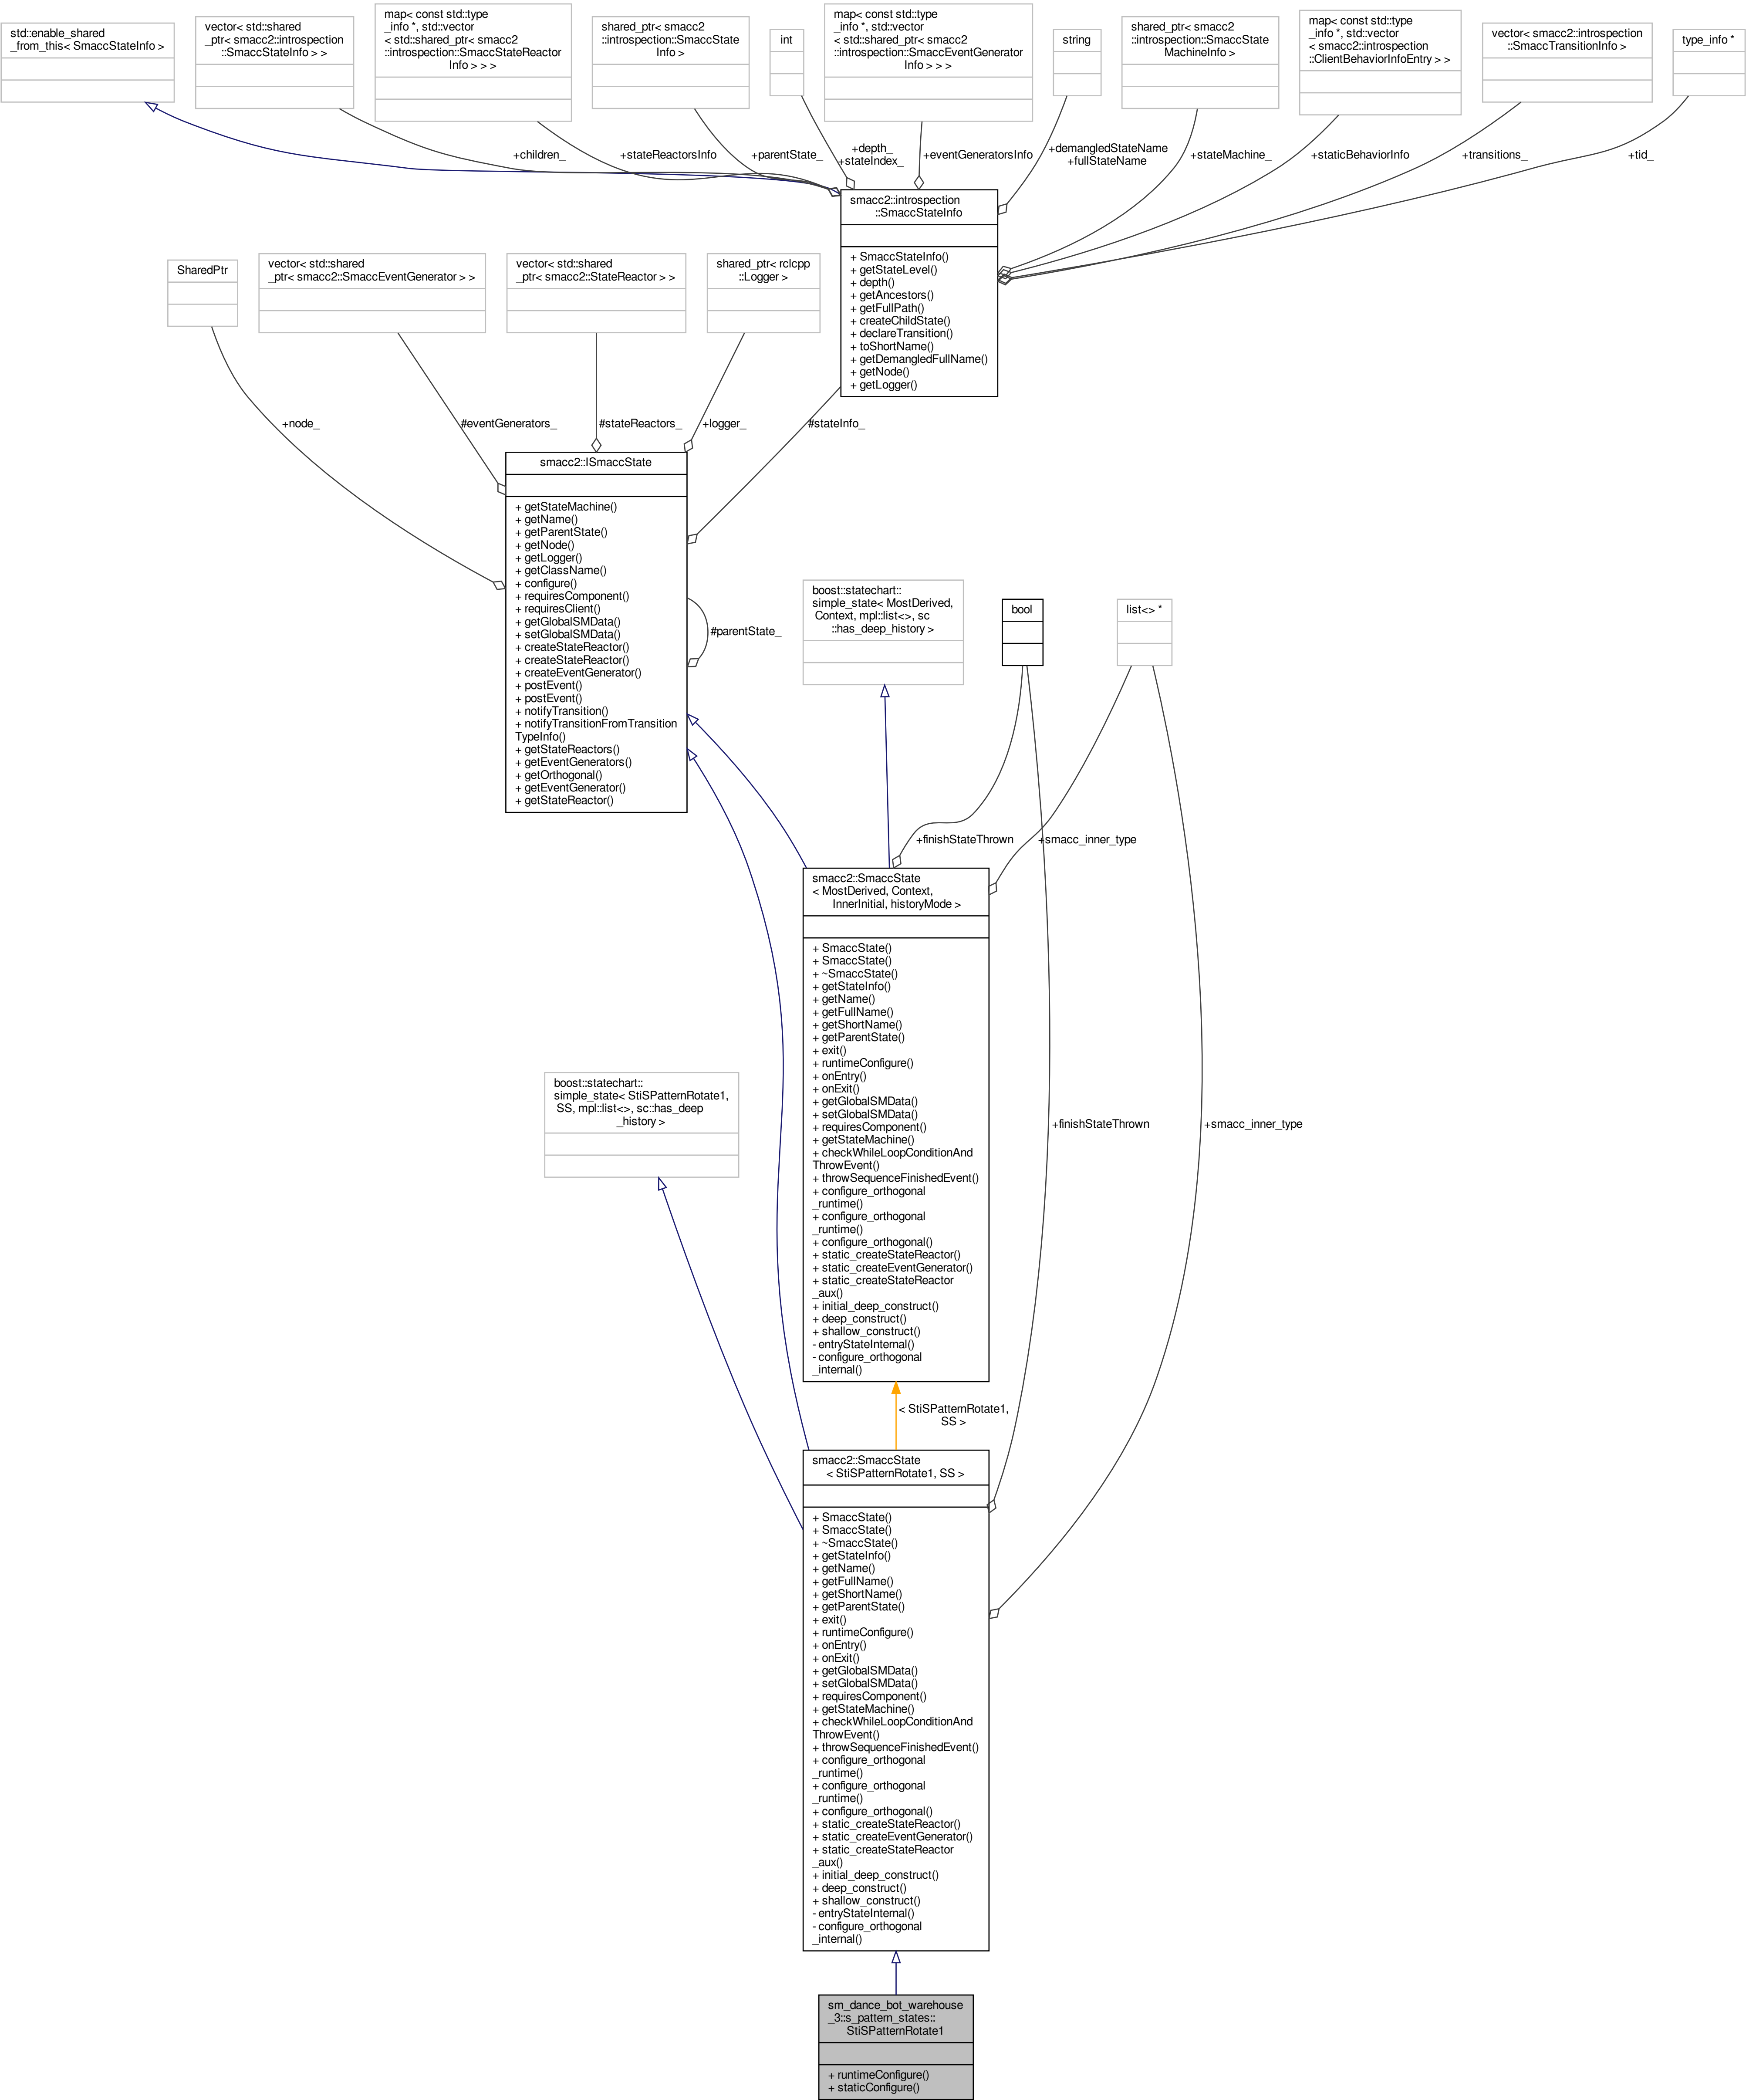 std::enable_shared
_from_this< SmaccStateInfo >
vector< std::shared
_ptr< smacc2::introspection
::SmaccStateInfo > >
map< const std::type
_info *, std::vector
< std::shared_ptr< smacc2
::introspection::SmaccStateReactor
Info > > >
shared_ptr< smacc2
::introspection::SmaccState
Info >
int
map< const std::type
_info *, std::vector
< std::shared_ptr< smacc2
::introspection::SmaccEventGenerator
Info > > >
string
shared_ptr< smacc2
::introspection::SmaccState
MachineInfo >
map< const std::type
_info *, std::vector
< smacc2::introspection
::ClientBehaviorInfoEntry > >
vector< smacc2::introspection
::SmaccTransitionInfo >
type_info *
+children_
+stateReactorsInfo
+parentState_
+depth_
+stateIndex_
+eventGeneratorsInfo
+demangledStateName
+fullStateName
+stateMachine_
+staticBehaviorInfo
+transitions_
+tid_
smacc2::introspection
::SmaccStateInfo
+ SmaccStateInfo()
+ getStateLevel()
+ depth()
+ getAncestors()
+ getFullPath()
+ createChildState()
+ declareTransition()
+ toShortName()
+ getDemangledFullName()
+ getNode()
+ getLogger()
SharedPtr
vector< std::shared
_ptr< smacc2::SmaccEventGenerator > >
vector< std::shared
_ptr< smacc2::StateReactor > >
shared_ptr< rclcpp
::Logger >
+node_
#eventGenerators_
#stateReactors_
+logger_
#stateInfo_
smacc2::ISmaccState
+ getStateMachine()
+ getName()
+ getParentState()
+ getNode()
+ getLogger()
+ getClassName()
+ configure()
+ requiresComponent()
+ requiresClient()
+ getGlobalSMData()
+ setGlobalSMData()
+ createStateReactor()
+ createStateReactor()
+ createEventGenerator()
+ postEvent()
+ postEvent()
+ notifyTransition()
+ notifyTransitionFromTransition
TypeInfo()
+ getStateReactors()
+ getEventGenerators()
+ getOrthogonal()
+ getEventGenerator()
+ getStateReactor()
#parentState_
boost::statechart::
simple_state< MostDerived,
Context, mpl::list<>, sc
::has_deep_history >
bool
list<> *
+finishStateThrown
+smacc_inner_type
smacc2::SmaccState
< MostDerived, Context,
InnerInitial, historyMode >
+ SmaccState()
+ SmaccState()
+ ~SmaccState()
+ getStateInfo()
+ getName()
+ getFullName()
+ getShortName()
+ getParentState()
+ exit()
+ runtimeConfigure()
+ onEntry()
+ onExit()
+ getGlobalSMData()
+ setGlobalSMData()
+ requiresComponent()
+ getStateMachine()
+ checkWhileLoopConditionAnd
ThrowEvent()
+ throwSequenceFinishedEvent()
+ configure_orthogonal
_runtime()
+ configure_orthogonal
_runtime()
+ configure_orthogonal()
+ static_createStateReactor()
+ static_createEventGenerator()
+ static_createStateReactor
_aux()
+ initial_deep_construct()
+ deep_construct()
+ shallow_construct()
- entryStateInternal()
- configure_orthogonal
_internal()
boost::statechart::
simple_state< StiSPatternRotate1,
SS, mpl::list<>, sc::has_deep
_history >
+finishStateThrown
+smacc_inner_type
< StiSPatternRotate1,
SS >
smacc2::SmaccState
< StiSPatternRotate1, SS >
+ SmaccState()
+ SmaccState()
+ ~SmaccState()
+ getStateInfo()
+ getName()
+ getFullName()
+ getShortName()
+ getParentState()
+ exit()
+ runtimeConfigure()
+ onEntry()
+ onExit()
+ getGlobalSMData()
+ setGlobalSMData()
+ requiresComponent()
+ getStateMachine()
+ checkWhileLoopConditionAnd
ThrowEvent()
+ throwSequenceFinishedEvent()
+ configure_orthogonal
_runtime()
+ configure_orthogonal
_runtime()
+ configure_orthogonal()
+ static_createStateReactor()
+ static_createEventGenerator()
+ static_createStateReactor
_aux()
+ initial_deep_construct()
+ deep_construct()
+ shallow_construct()
- entryStateInternal()
- configure_orthogonal
_internal()
sm_dance_bot_warehouse
_3::s_pattern_states::
StiSPatternRotate1
+ runtimeConfigure()
+ staticConfigure()